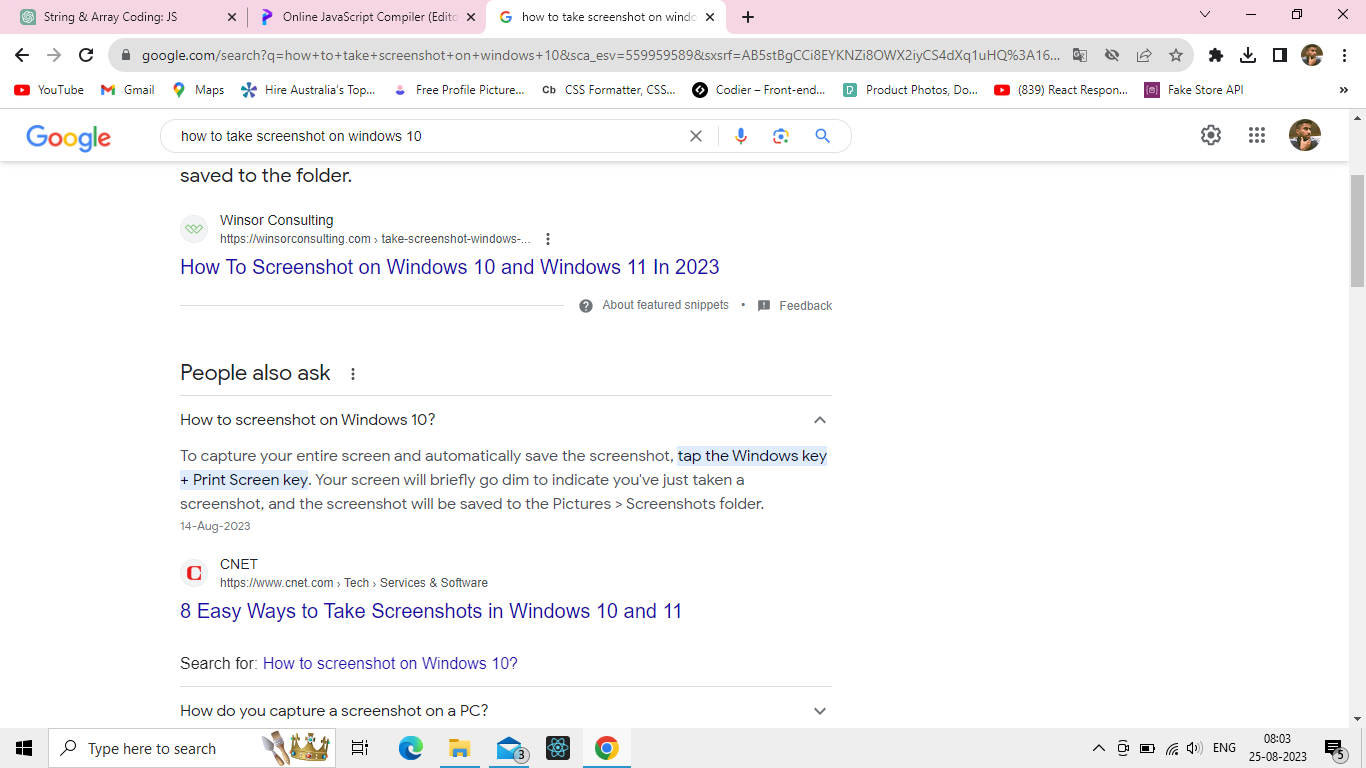 String & Array Coding: JS
Online JavaScript Compiler (Edito
how to take screenshot on windo
google.com/search?q=how+to+take+screenshot+on+windows+10&sca_esv=559959589&sxsrf=AB5stBgCCi8EYKNZi8OWX2iyCS4dXq1uHQ%3A16...
YouTube
Gmail
Maps
Hire Australia's Top...
Free Profile Picture...
Cb CSS Formatter, CSS...
Codier – Front-end...
Product Photos, Do...
(839) React Respon...
Fake Store API
»
Google
how to take screenshot on windows 10
saved to the folder.
Winsor Consulting
https://winsorconsulting.com › take-screenshot-windows-...
How To Screenshot on Windows 10 and Windows 11 In 2023
About featured snippets • Feedback
People also ask
How to screenshot on Windows 10?
To capture your entire screen and automatically save the screenshot, tap the Windows key
+ Print Screen key. Your screen will briefly go dim to indicate you've just taken a
screenshot, and the screenshot will be saved to the Pictures > Screenshots folder.
14-Aug-2023
CNET
https://www.cnet.com › Tech › Services & Software
8 Easy Ways to Take Screenshots in Windows 10 and 11
Search for: How to screenshot on Windows 10?
How do you capture a screenshot on a PC?
Type here to search
3
ENG
08:03
25-08-2023
5